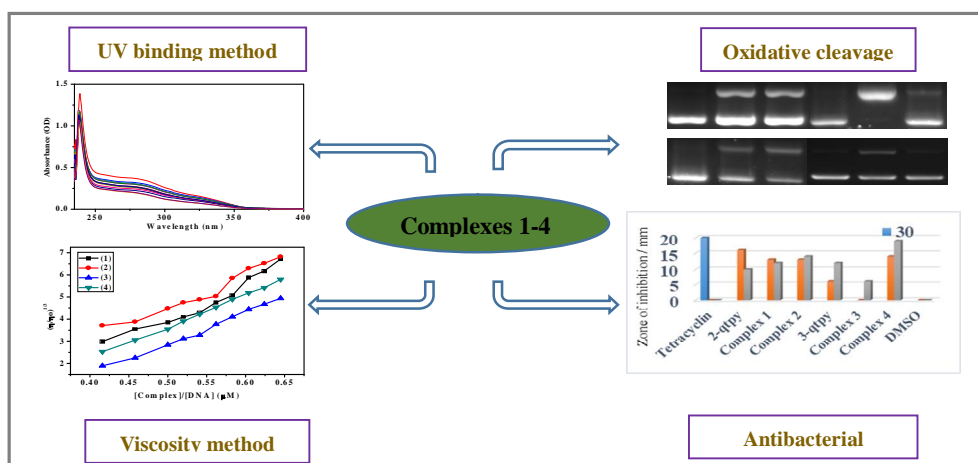 UV binding method
Oxidative cleavage
1.5
1.0
0.5
0.0
Absorbance (OD)
250
300
350
400
Wavelength (nm)
Complexes 1-4
7
6
5
4
3
2
(η/η0)1/3
(1)
(2)
(3)
(4)
0.40
0.45
0.50
0.55
0.60
0.65
[Complex]/[DNA] (μM)
30
20
15
10
5
0
Zone of inhibition / mm
Tetracyclin
2-qtpy
Complex 1
Complex 2
3-qtpy
Complex 3
Complex 4
DMSO
Viscosity method
Antibacterial